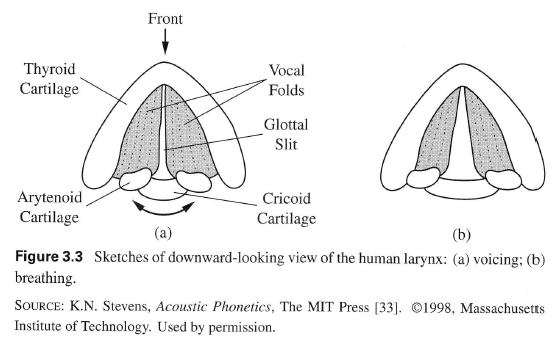 Front
Thyroid
Cartilage
Vocal
Folds
Glottal
Slit
Arytenoid
Cartilage
Cricoid
Cartilage
(a)
(b)
Figure 3.3 Sketches of downward-looking view of the human larynx: (a) voicing; (b)
breathing.
SOURCE: K.N. Stevens, Acoustic Phonetics, The MIT Press [33]. ©1998, Massachusetts
Institute of Technology. Used by permission.